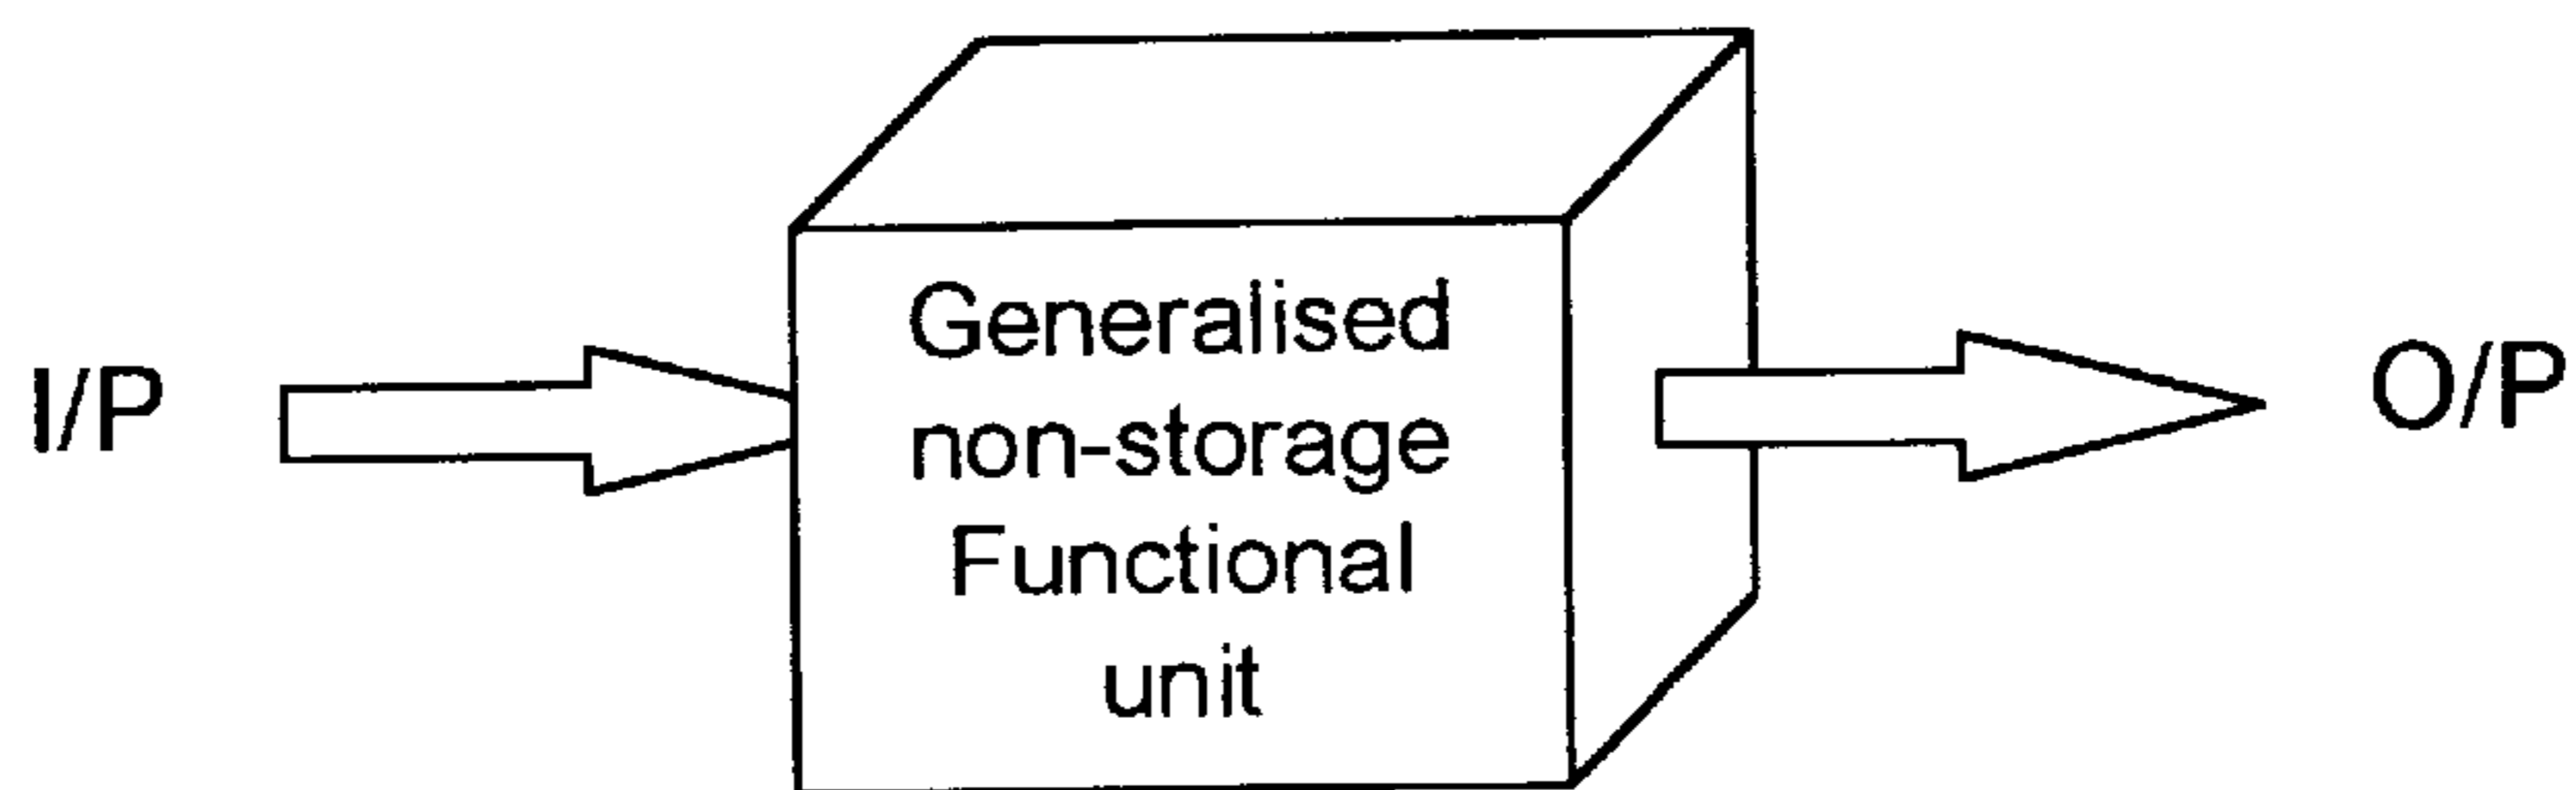 I/P
Generalised
non-storage
Functional
unit
O/P